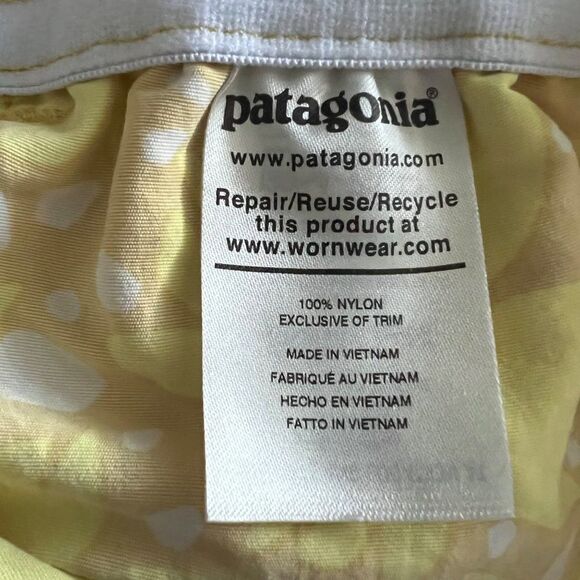 patagonia®
www.patagonia.com
Repair/Reuse/Recycle
this product at
www.wornwear.com
100% NYLON
EXCLUSIVE OF TRIM
MADE IN VIETNAM
FABRIQUÉ AU VIETNAM
HECHO EN VIETNAM
FATTO IN VIETNAM